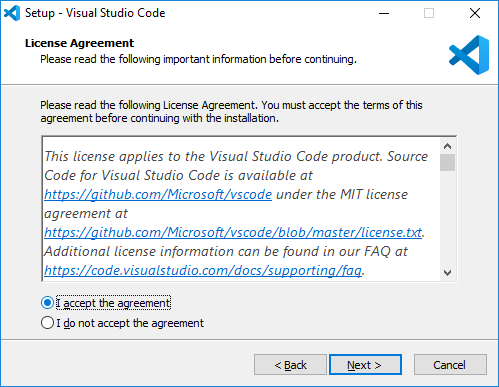 Setup - Visual Studio Code
License Agreement
Please read the following important information before continuing.
Please read the following License Agreement. You must accept the terms of this
agreement before continuing with the installation.
This license applies to the Visual Studio Code product. Source
Code for Visual Studio Code is available at
https://github.com/Microsoft/vscode under the MIT license
agreement at
https://github.com/Microsoft/vscode/blob/master/license.txt.
Additional license information can be found in our FAQ at
https://code.visualstudio.com/docs/supporting/faq.
I accept the agreement
I do not accept the agreement
< Back
Next >
Cancel